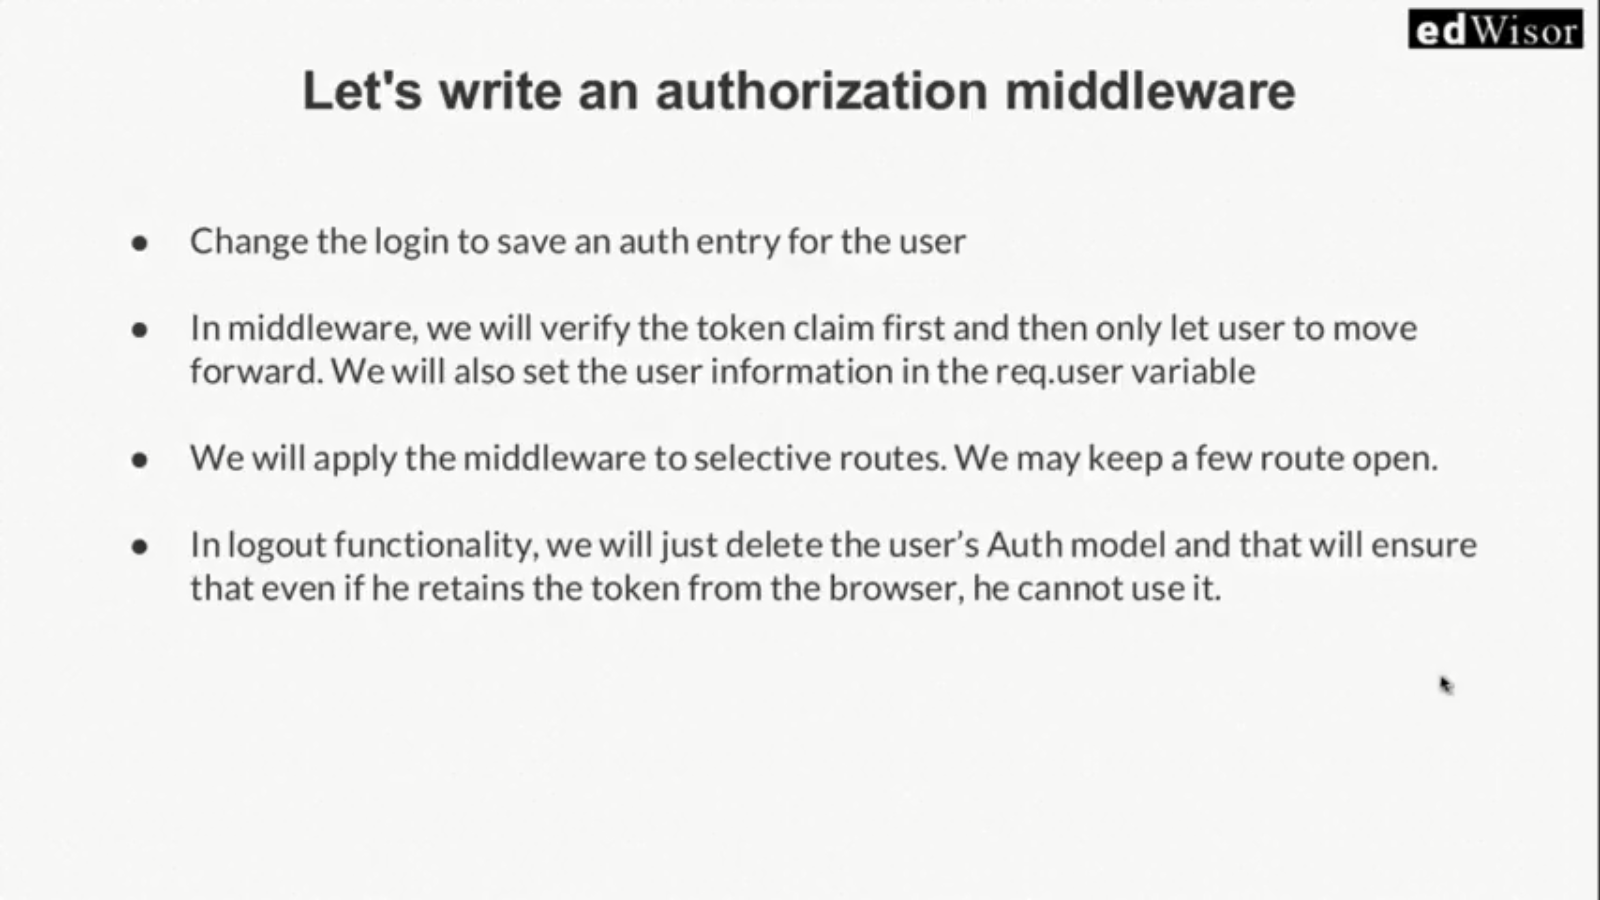 edWisor
Let's write an authorization middleware
● Change the login to save an auth entry for the user
● In middleware, we will verify the token claim first and then only let user to move
forward. We will also set the user information in the req.user variable
● We will apply the middleware to selective routes. We may keep a few route open.
● In logout functionality, we will just delete the user’s Auth model and that will ensure
that even if he retains the token from the browser, he cannot use it.